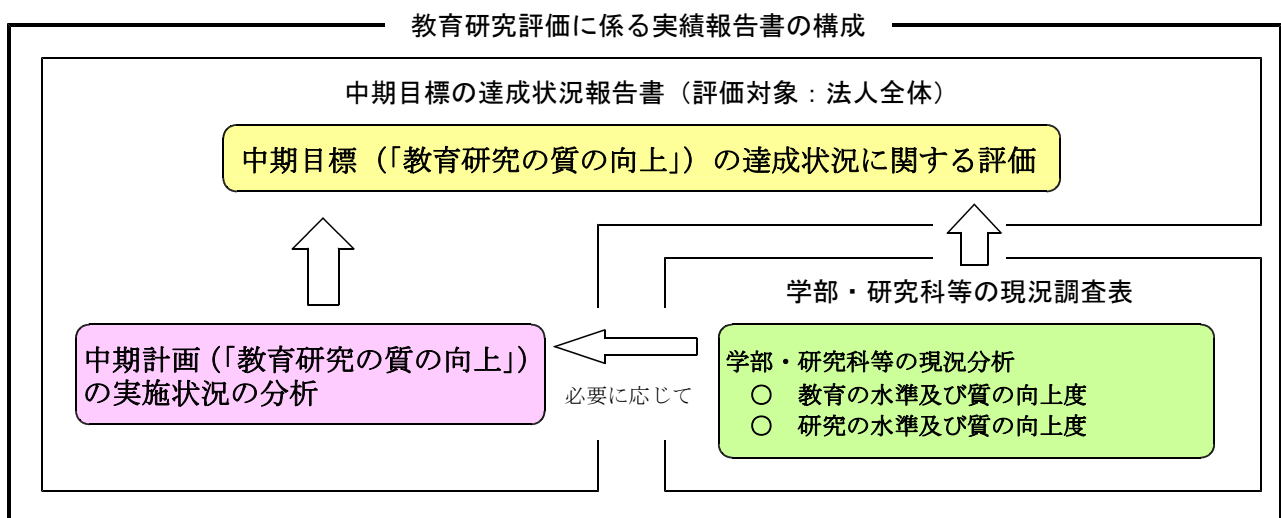 教育研究評価に係る実績報告書の構成
中期目標の達成状況報告書（評価対象：法人全体）
中期目標（「教育研究の質の向上」）の達成状況に関する評価
学部・研究科等の現況調査表
中期計画（「教育研究の質の向上」）
の実施状況の分析
必要に応じて
学部・研究科等の現況分析
○　教育の水準及び質の向上度
○　研究の水準及び質の向上度